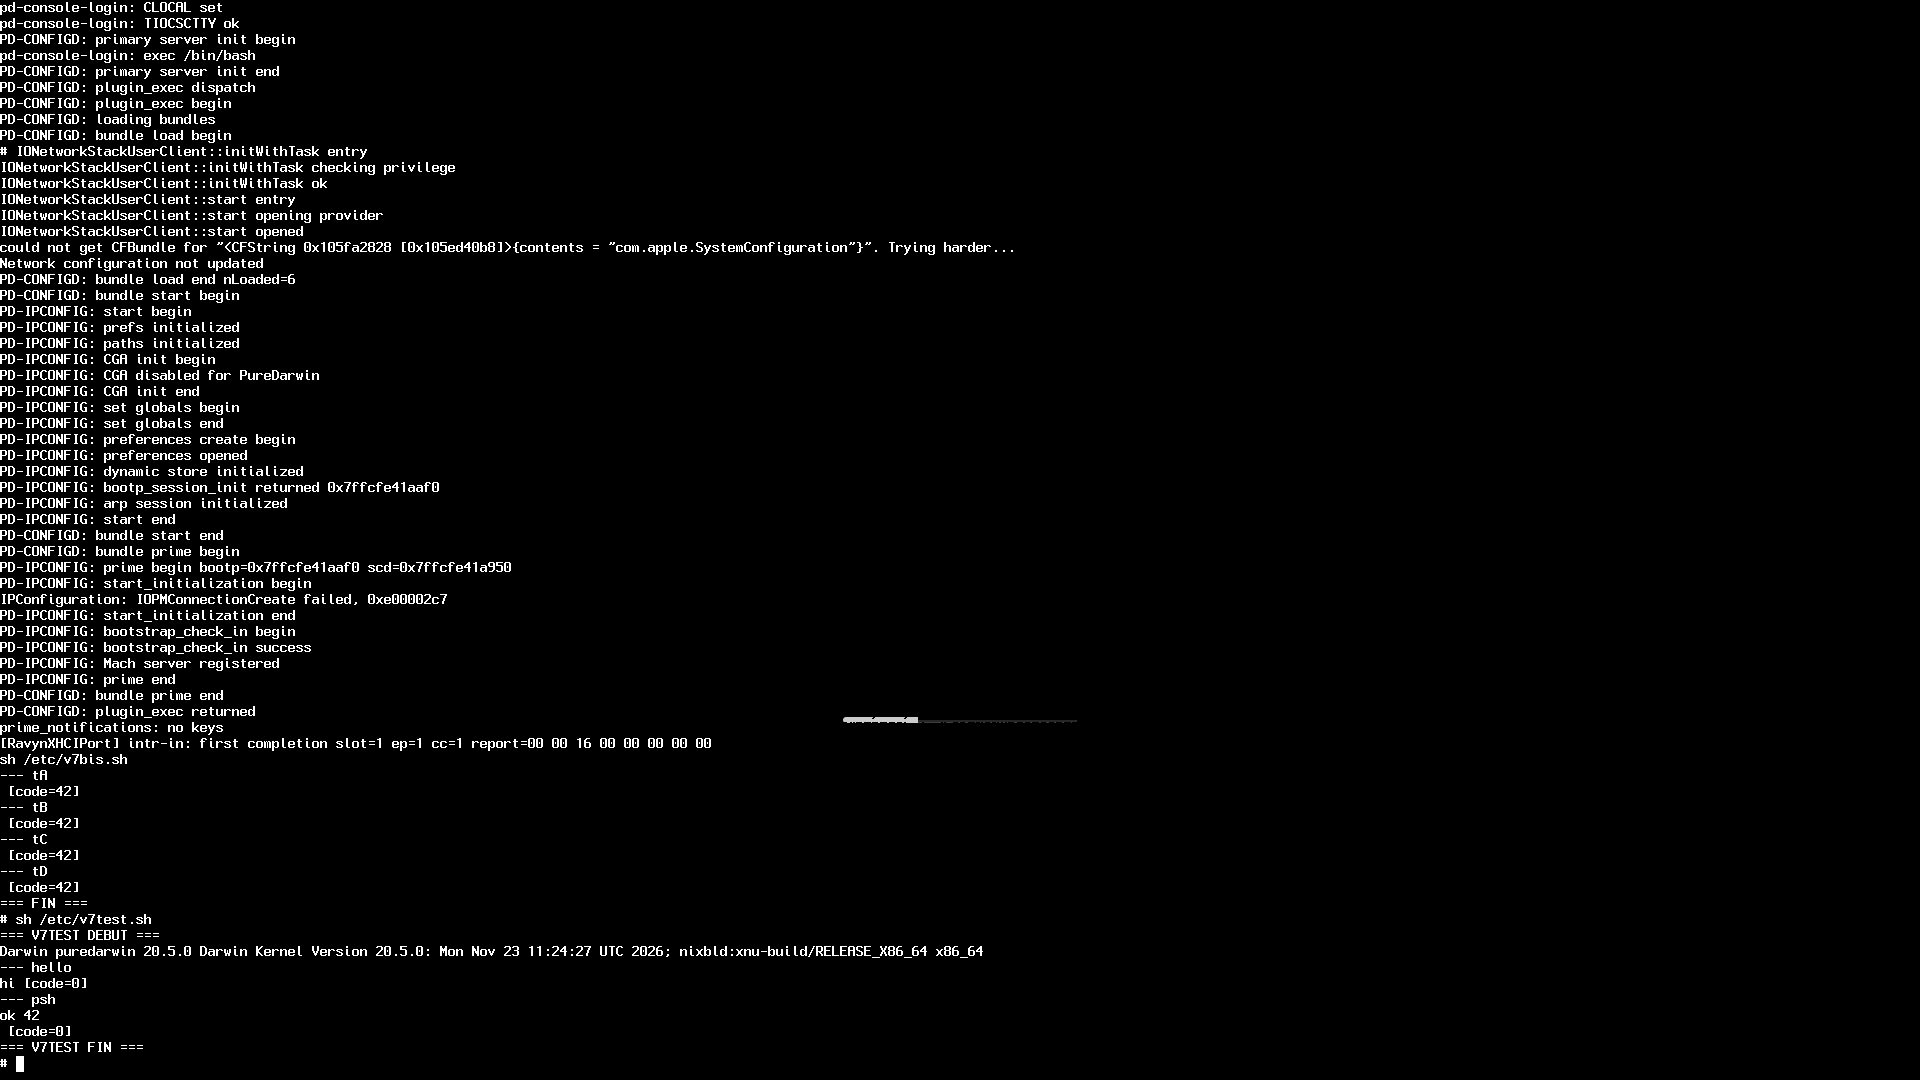 pd-console-login: CLOCAL set
pd-console-login: TIOCSCTTY ok
PD-CONFIGD: primary server init begin
pd-console-login: exec /bin/bash
PD-CONFIGD: primary server init end
PD-CONFIGD: plugin_exec dispatch
PD-CONFIGD: plugin_exec begin
PD-CONFIGD: loading bundles
PD-CONFIGD: bundle load begin
# IONetworkStackUserClient::initWithTask entry
IONetworkStackUserClient::initWithTask checking privilege
IONetworkStackUserClient::initWithTask ok
IONetworkStackUserClient::start entry
IONetworkStackUserClient::start opening provider
IONetworkStackUserClient::start opened
could not get CFBundle for "<CFString 0x105fa2828 [0x105ed40b8]>{contents = "com.apple.SystemConfiguration"}". Trying harder...
Network configuration not updated
PD-CONFIGD: bundle load end nLoaded=6
PD-CONFIGD: bundle start begin
PD-IPCONFIG: start begin
PD-IPCONFIG: prefs initialized
PD-IPCONFIG: paths initialized
PD-IPCONFIG: CGA init begin
PD-IPCONFIG: CGA disabled for PureDarwin
PD-IPCONFIG: CGA init end
PD-IPCONFIG: set globals begin
PD-IPCONFIG: set globals end
PD-IPCONFIG: preferences create begin
PD-IPCONFIG: preferences opened
PD-IPCONFIG: dynamic store initialized
PD-IPCONFIG: bootp_session_init returned 0x7ffcfe41aaf0
PD-IPCONFIG: arp session initialized
PD-IPCONFIG: start end
PD-CONFIGD: bundle start end
PD-CONFIGD: bundle prime begin
PD-IPCONFIG: prime begin bootp=0x7ffcfe41aaf0 scd=0x7ffcfe41a950
PD-IPCONFIG: start_initialization begin
IPConfiguration: IOPMConnectionCreate failed, 0xe00002c7
PD-IPCONFIG: start_initialization end
PD-IPCONFIG: bootstrap_check_in begin
PD-IPCONFIG: bootstrap_check_in success
PD-IPCONFIG: Mach server registered
PD-IPCONFIG: prime end
PD-CONFIGD: bundle prime end
PD-CONFIGD: plugin_exec returned
prime_notifications: no keys
[RavynXHCIPort] intr-in: first completion slot=1 ep=1 cc=1 report=00 00 16 00 00 00 00 00
sh /etc/v7bis.sh
--- tA
[code=42]
--- tB
[code=42]
--- tC
[code=42]
--- tD
[code=42]
=== FIN ===
# sh /etc/v7test.sh
=== V7TEST DEBUT ===
Darwin puredarwin 20.5.0 Darwin Kernel Version 20.5.0: Mon Nov 23 11:24:27 UTC 2026; nixbld:xnu-build/RELEASE_X86_64 x86_64
--- hello
hi [code=0]
--- psh
ok 42
[code=0]
=== V7TEST FIN ===
#